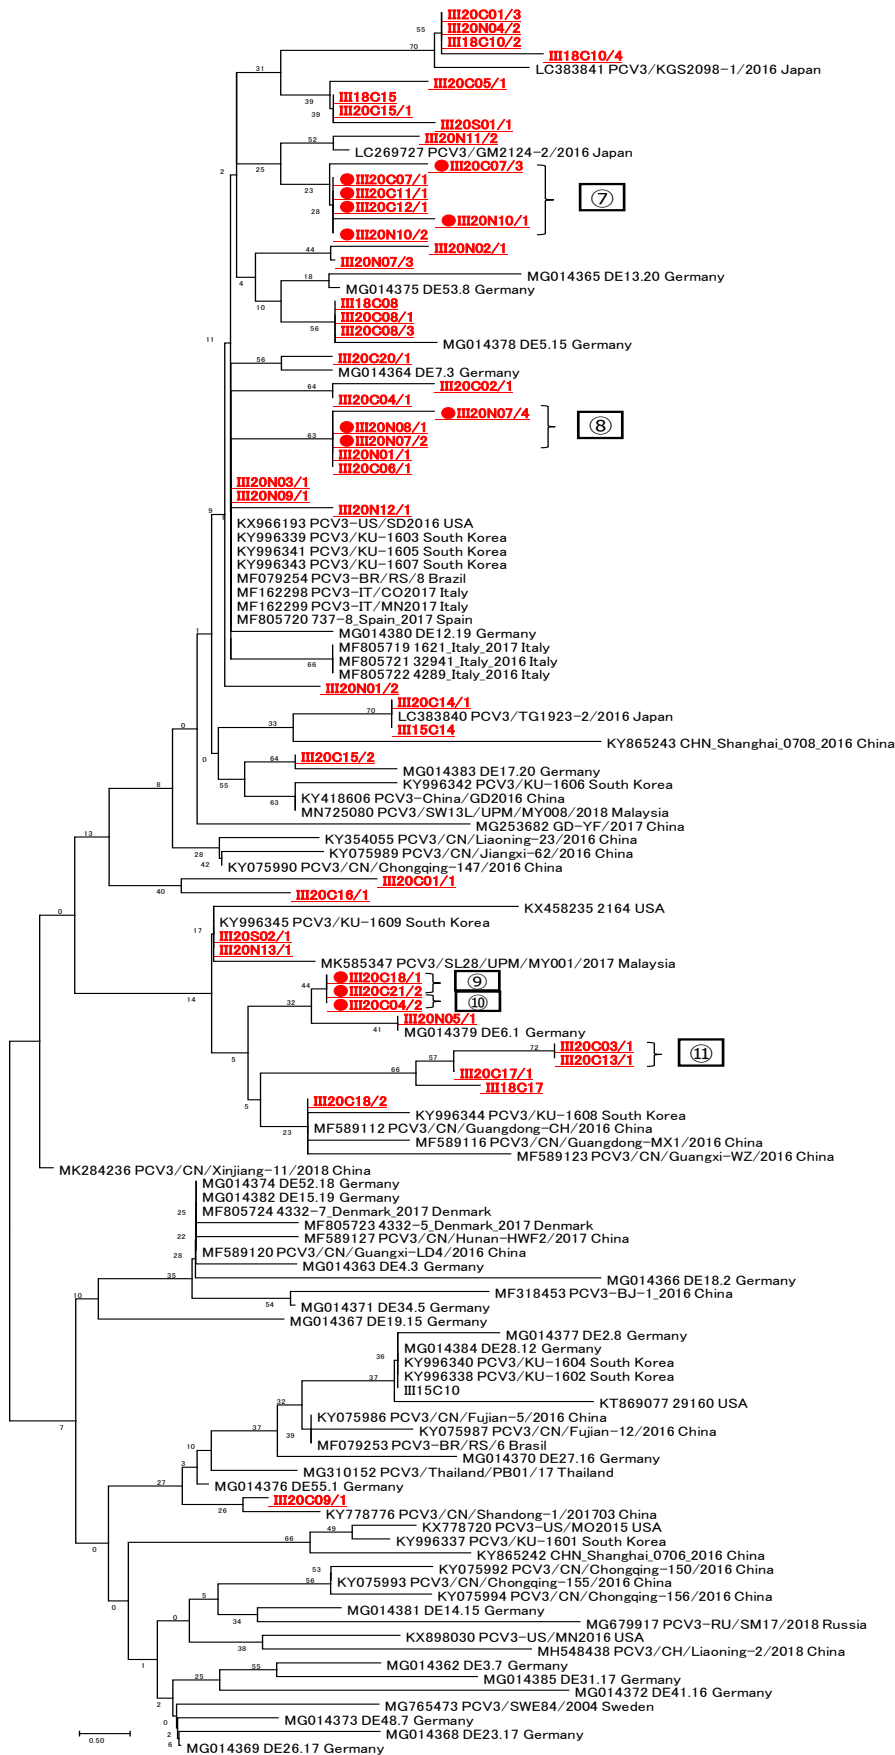 III20C01/3
55
III20N04/2
III18C10/2
70
III18C10/4
31
LC383841 PCV3/KGS2098-1/2016 Japan
III20C05/1
III18C15
39
III20C15/1
39
III20S01/1
52
III20N11/2
LC269727 PCV3/GM2124-2/2016 Japan
2
25
III20C07/3
III20C07/1
23
III20C11/1
⑦
III20C12/1
28
III20N10/1
III20N10/2
44
III20N02/1
III20N07/3
4
18
MG014365 DE13.20 Germany
MG014375 DE53.8 Germany
10
III18C08
III20C08/1
56
III20C08/3
11
MG014378 DE5.15 Germany
III20C20/1
56
MG014364 DE7.3 Germany
64
III20C02/1
III20C04/1
III20N07/4
III20N08/1
⑧
63
III20N07/2
III20N01/1
III20C06/1
III20N03/1
III20N09/1
9
1
III20N12/1
KX966193 PCV3-US/SD2016 USA
KY996339 PCV3/KU-1603 South Korea
KY996341 PCV3/KU-1605 South Korea
KY996343 PCV3/KU-1607 South Korea
MF079254 PCV3-BR/RS/8 Brazil
MF162298 PCV3-IT/CO2017 Italy
MF162299 PCV3-IT/MN2017 Italy
MF805720 737-8_Spain_2017 Spain
1
MG014380 DE12.19 Germany
MF805719 1621_Italy_2017 Italy
66
MF805721 32941_Italy_2016 Italy
MF805722 4289_Italy_2016 Italy
III20N01/2
III20C14/1
70
LC383840 PCV3/TG1923-2/2016 Japan
0
33
III15C14
KY865243 CHN_Shanghai_0708_2016 China
0
64
III20C15/2
MG014383 DE17.20 Germany
55
KY996342 PCV3/KU-1606 South Korea
8
63
KY418606 PCV3-China/GD2016 China
MN725080 PCV3/SW13L/UPM/MY008/2018 Malaysia
MG253682 GD-YF/2017 China
13
KY354055 PCV3/CN/Liaoning-23/2016 China
28
KY075989 PCV3/CN/Jiangxi-62/2016 China
42
KY075990 PCV3/CN/Chongqing-147/2016 China
III20C01/1
40
III20C16/1
0
KX458235 2164 USA
KY996345 PCV3/KU-1609 South Korea
17
III20S02/1
III20N13/1
MK585347 PCV3/SL28/UPM/MY001/2017 Malaysia
III20C18/1
⑨
44
III20C21/2
14
32
III20C04/2
⑩
III20N05/1
41
MG014379 DE6.1 Germany
72
III20C03/1
5
57
III20C13/1
⑪
66
III20C17/1
III18C17
5
III20C18/2
KY996344 PCV3/KU-1608 South Korea
MF589112 PCV3/CN/Guangdong-CH/2016 China
23
MF589116 PCV3/CN/Guangdong-MX1/2016 China
MF589123 PCV3/CN/Guangxi-WZ/2016 China
MK284236 PCV3/CN/Xinjiang-11/2018 China
MG014374 DE52.18 Germany
MG014382 DE15.19 Germany
25
MF805724 4332-7_Denmark_2017 Denmark
MF805723 4332-5_Denmark_2017 Denmark
22
MF589127 PCV3/CN/Hunan-HWF2/2017 China
28
MF589120 PCV3/CN/Guangxi-LD4/2016 China
MG014363 DE4.3 Germany
35
MG014366 DE18.2 Germany
10
MF318453 PCV3-BJ-1_2016 China
54
MG014371 DE34.5 Germany
MG014367 DE19.15 Germany
MG014377 DE2.8 Germany
MG014384 DE28.12 Germany
36
KY996340 PCV3/KU-1604 South Korea
37
KY996338 PCV3/KU-1602 South Korea
III15C10
32
KT869077 29160 USA
7
KY075986 PCV3/CN/Fujian-5/2016 China
37
39
KY075987 PCV3/CN/Fujian-12/2016 China
MF079253 PCV3-BR/RS/6 Brasil
10
MG014370 DE27.16 Germany
3
MG310152 PCV3/Thailand/PB01/17 Thailand
27
MG014376 DE55.1 Germany
III20C09/1
26
KY778776 PCV3/CN/Shandong-1/201703 China
49
KX778720 PCV3-US/MO2015 USA
66
KY996337 PCV3/KU-1601 South Korea
0
KY865242 CHN_Shanghai_0706_2016 China
53
KY075992 PCV3/CN/Chongqing-150/2016 China
56
KY075993 PCV3/CN/Chongqing-155/2016 China
0
5
KY075994 PCV3/CN/Chongqing-156/2016 China
MG014381 DE14.15 Germany
0
34
MG679917 PCV3-RU/SM17/2018 Russia
KX898030 PCV3-US/MN2016 USA
38
MH548438 PCV3/CH/Liaoning-2/2018 China
1
55
MG014362 DE3.7 Germany
25
MG014385 DE31.17 Germany
MG014372 DE41.16 Germany
2
MG765473 PCV3/SWE84/2004 Sweden
0
MG014373 DE48.7 Germany
2
MG014368 DE23.17 Germany
0.50
6
MG014369 DE26.17 Germany